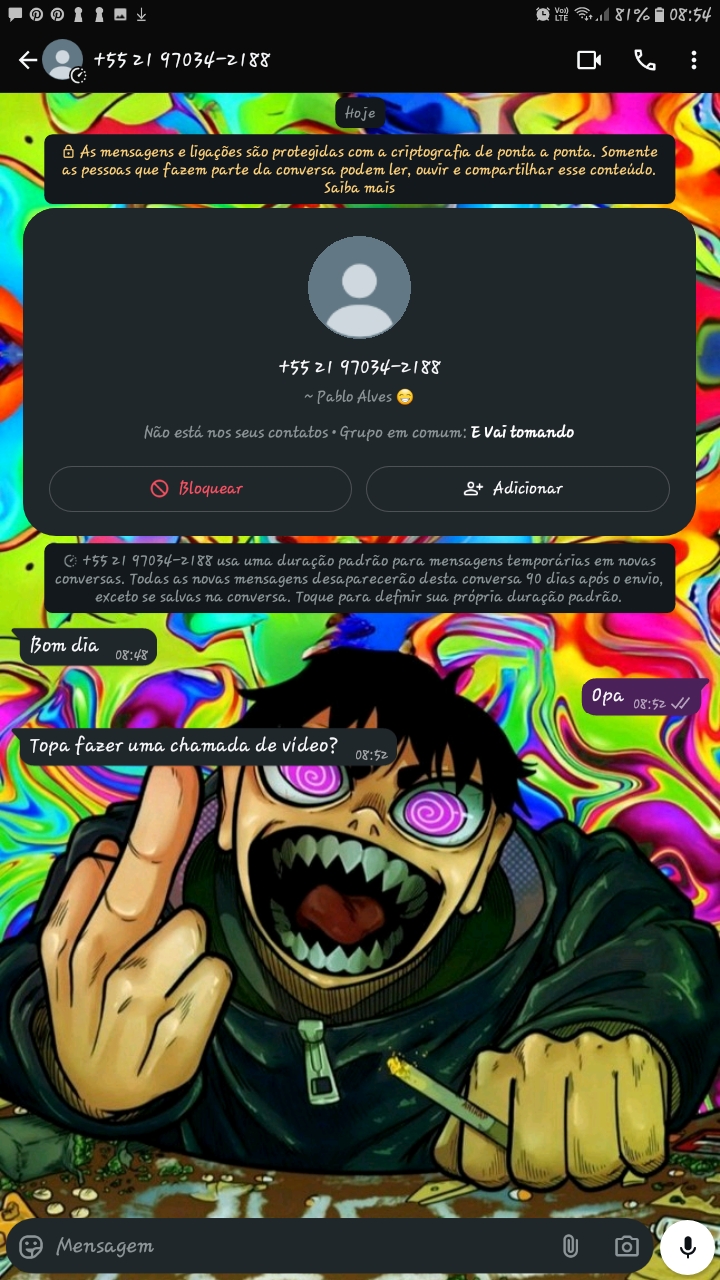 81% 08:54
+55 21 97034-2188
Hoje
As mensagens e ligações são protegidas com a criptografia de ponta a ponta. Somente
as pessoas que fazem parte da conversa podem ler, ouvir e compartilhar esse conteúdo.
Saiba mais
+55 21 97034-2188
~ Pablo Alves 😁
Não está nos seus contatos • Grupo em comum: E Vai tomando
Bloquear
Adicionar
+55 21 97034-2188 usa uma duração padrão para mensagens temporárias em novas
conversas. Todas as novas mensagens desaparecerão desta conversa 90 dias após o envio,
exceto se salvas na conversa. Toque para definir sua própria duração padrão.
Bom dia 08:48
Opa 08:52
Topa fazer uma chamada de vídeo? 08:52
Mensagem